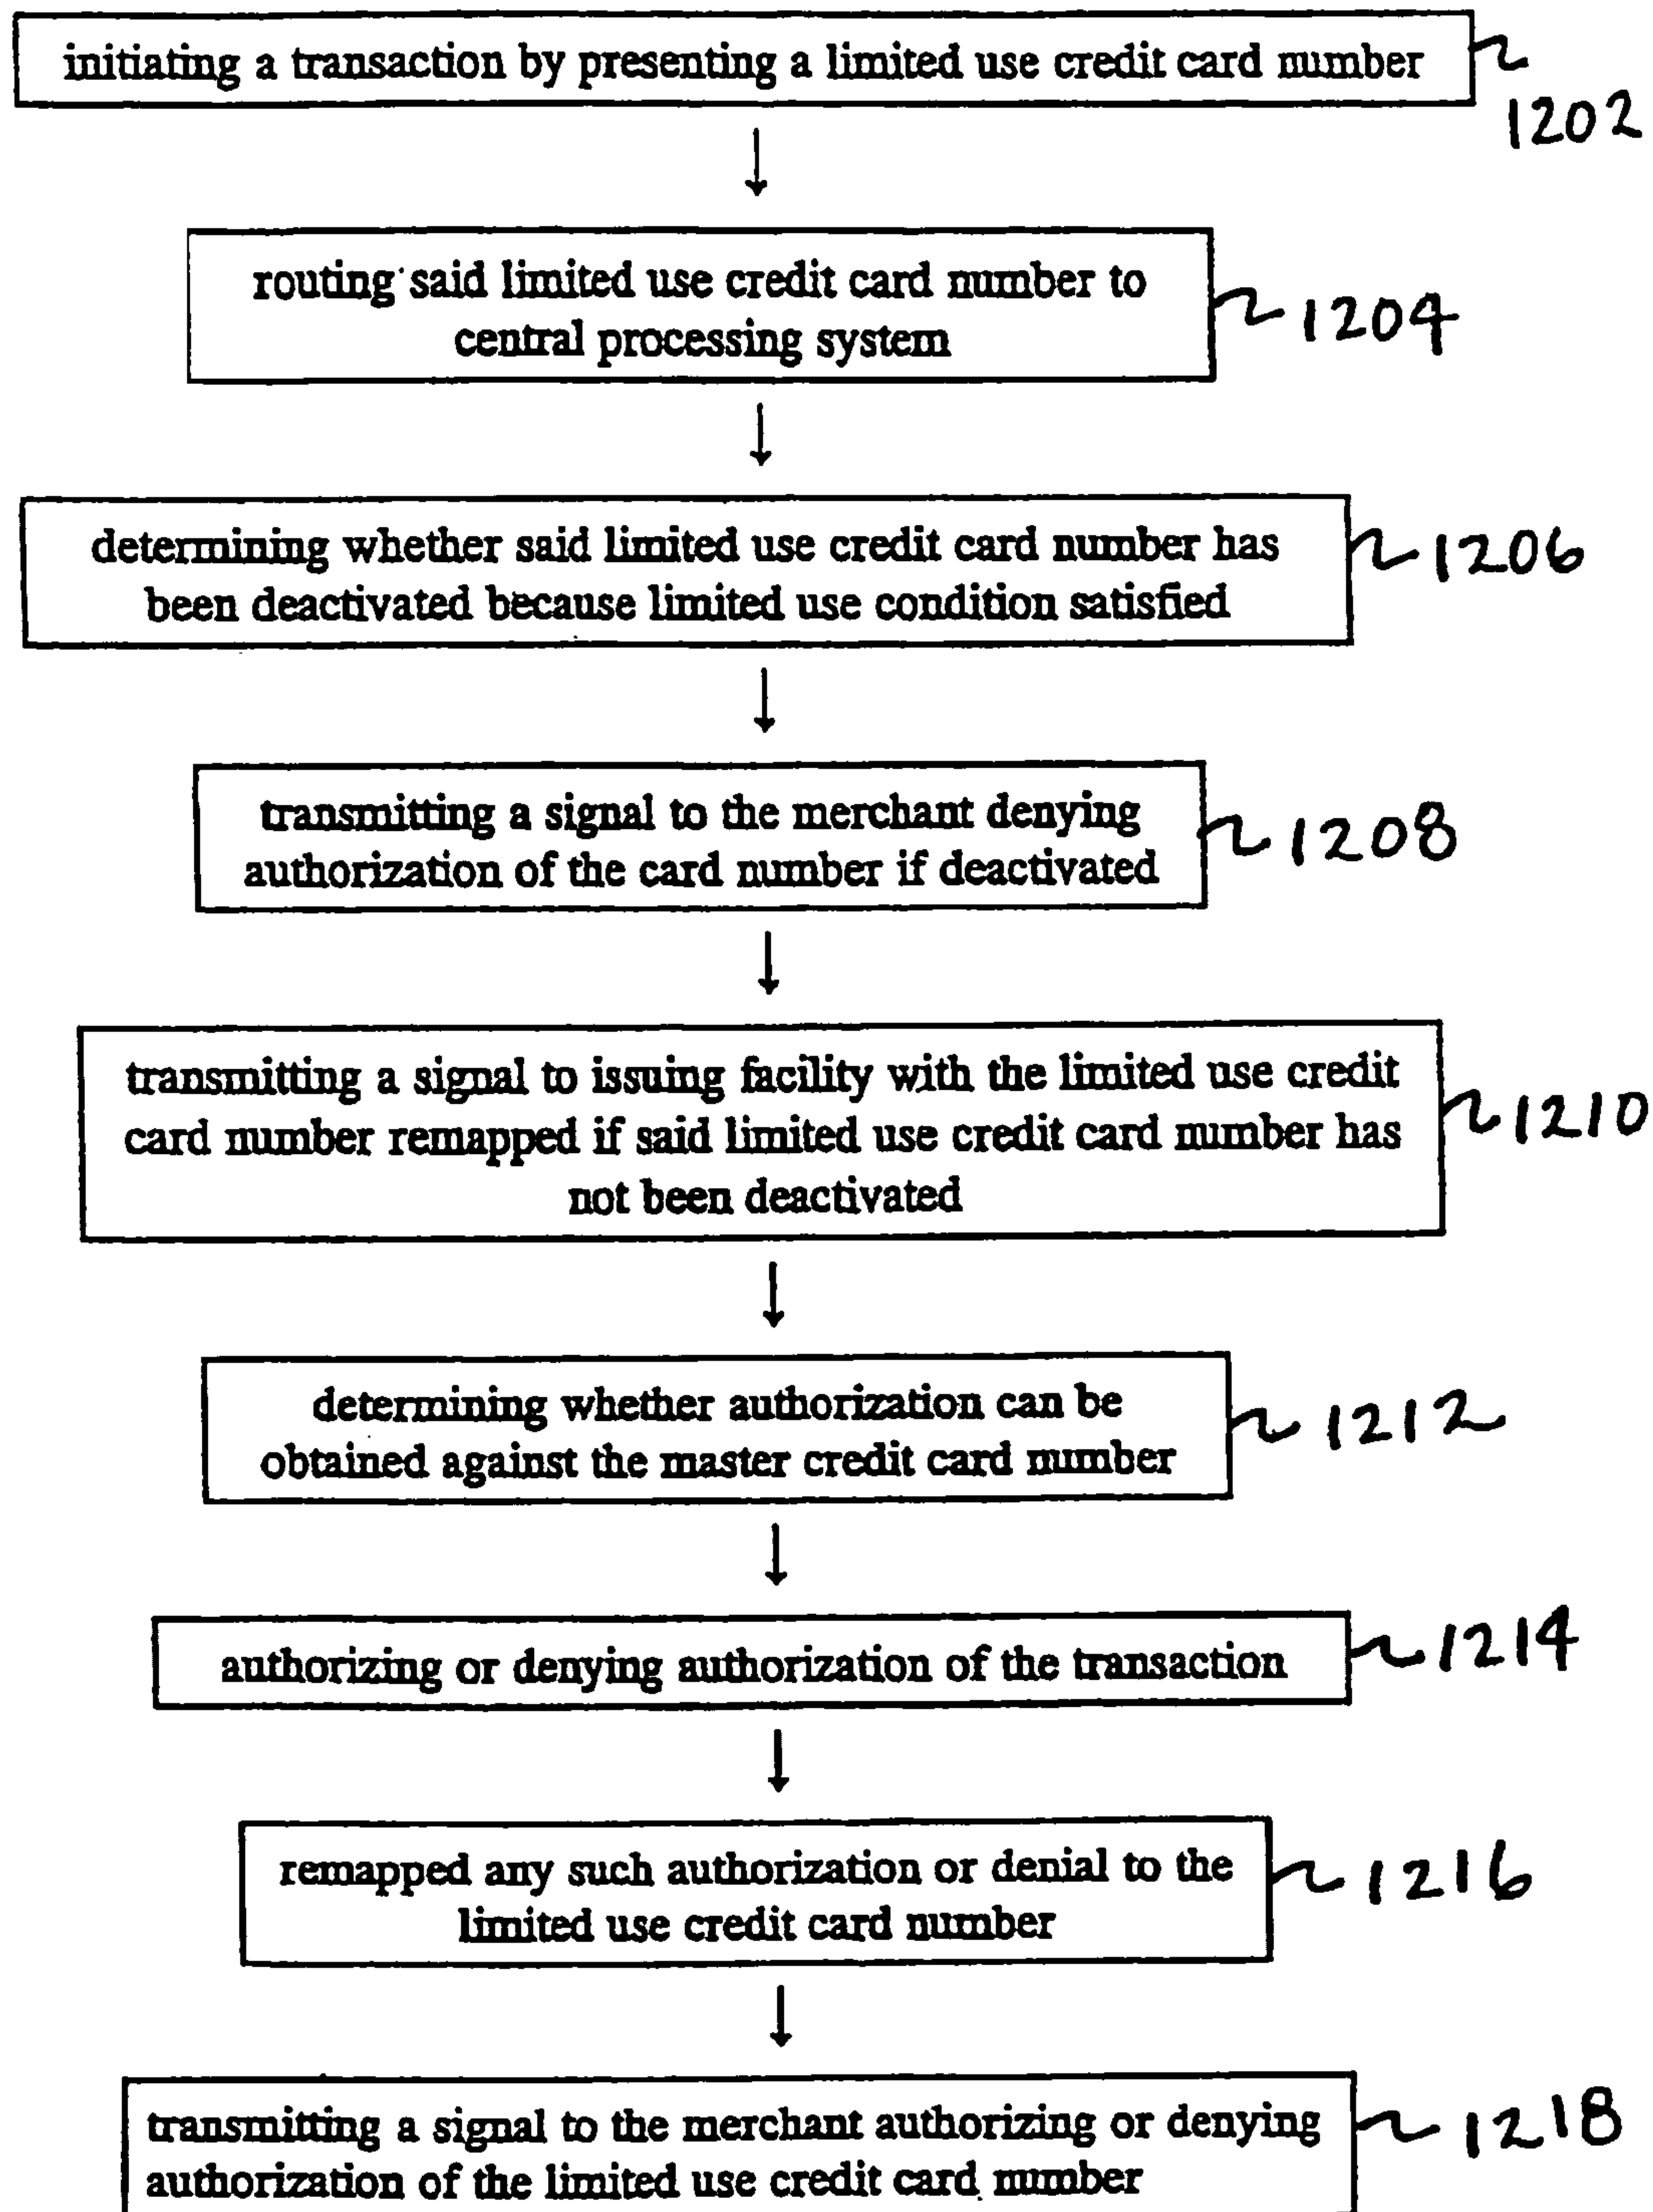 initiating a transaction by presenting a limited use credit card number
1202
routing said limited use credit card number to
central processing system
1204
determining whether said limited use credit card number has
been deactivated because limited use condition satisfied
1206
transmitting a signal to the merchant denying
authorization of the card number if deactivated
1208
transmitting a signal to issuing facility with the limited use credit
card number remapped if said limited use credit card number has
not been deactivated
1210
determining whether authorization can be
obtained against the master credit card number
1212
authorizing or denying authorization of the transaction
1214
remapped any such authorization or denial to the
limited use credit card number
1216
transmitting a signal to the merchant authorizing or denying
authorization of the limited use credit card number
1218